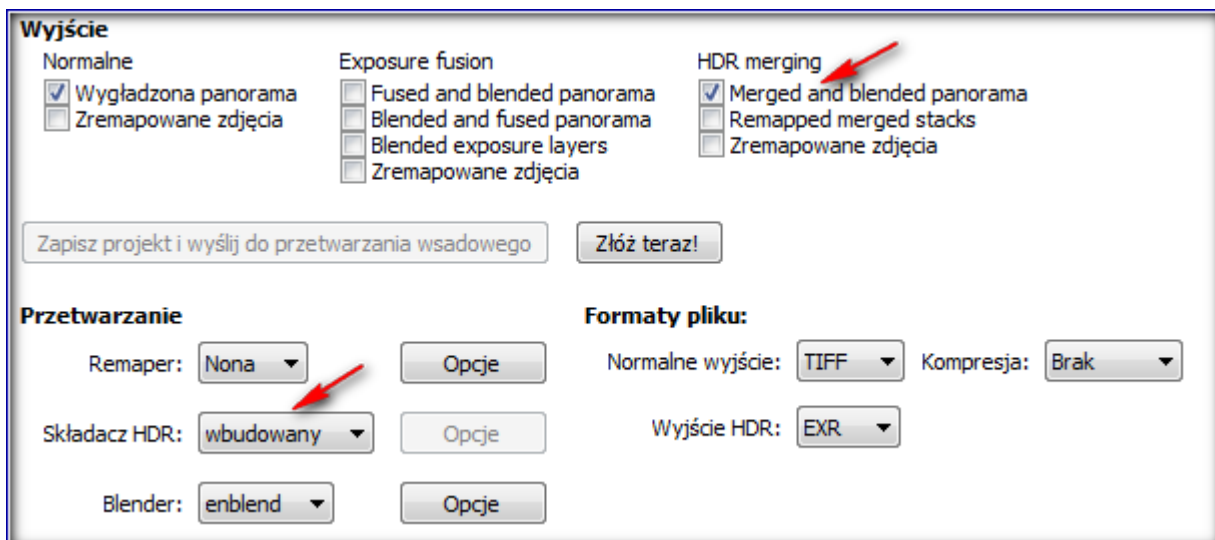 Wyjście
Normalne Exposure fusion HDR merging
Wygładzona panorama Fused and blended panorama Merged and blended panorama
Zremapowane zdjęcia Blended and fused panorama Remapped merged stacks
Blended exposure layers Zremapowane zdjęcia
Zremapowane zdjęcia
Zapisz projekt i wyślij do przetwarzania wsadowego Złóż teraz!
Przetwarzanie Formaty pliku:
Remaper: Nona Opcje Normalne wyjście: TIFF Kompresja: Brak
Składacz HDR: wbudowany Opcje Wyjście HDR: EXR
Blender: enblend Opcje